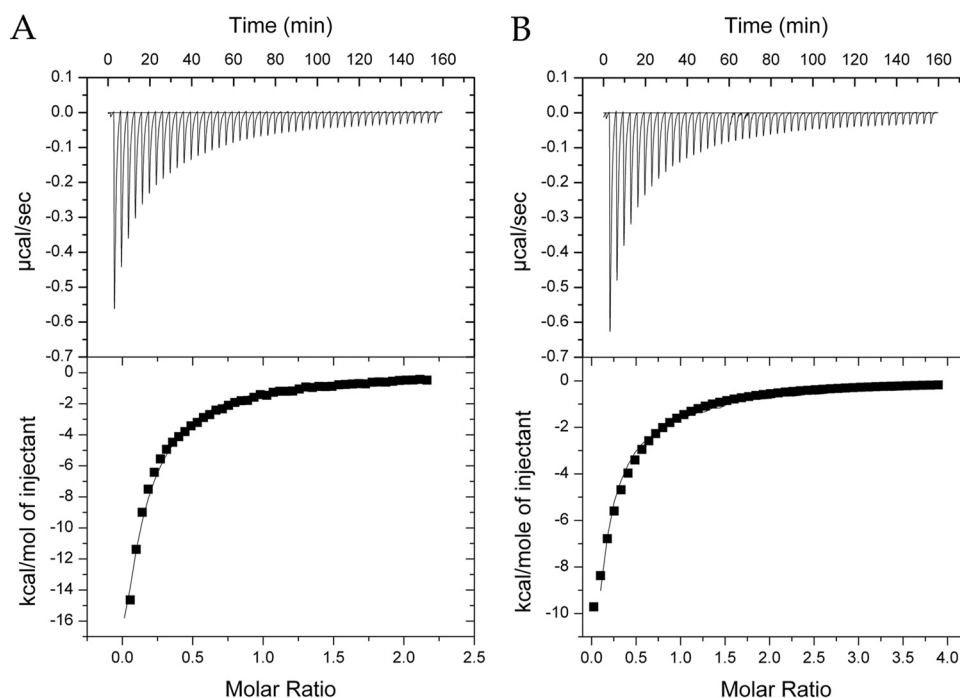 A
Time (min)
0 20 40 60 80 100 120 140 160
0.1
0.0
-0.1
-0.2
-0.3
-0.4
-0.5
-0.6
-0.7
µcal/sec
0
-2
-4
-6
-8
-10
-12
-14
-16
kcal/mol of injectant
0.0 0.5 1.0 1.5 2.0 2.5
Molar Ratio
B
Time (min)
0 20 40 60 80 100 120 140 160
0.1
0.0
-0.1
-0.2
-0.3
-0.4
-0.5
-0.6
-0.7
µcal/sec
0
-2
-4
-6
-8
-10
kcal/mole of injectant
0.0 0.5 1.0 1.5 2.0 2.5 3.0 3.5 4.0
Molar Ratio